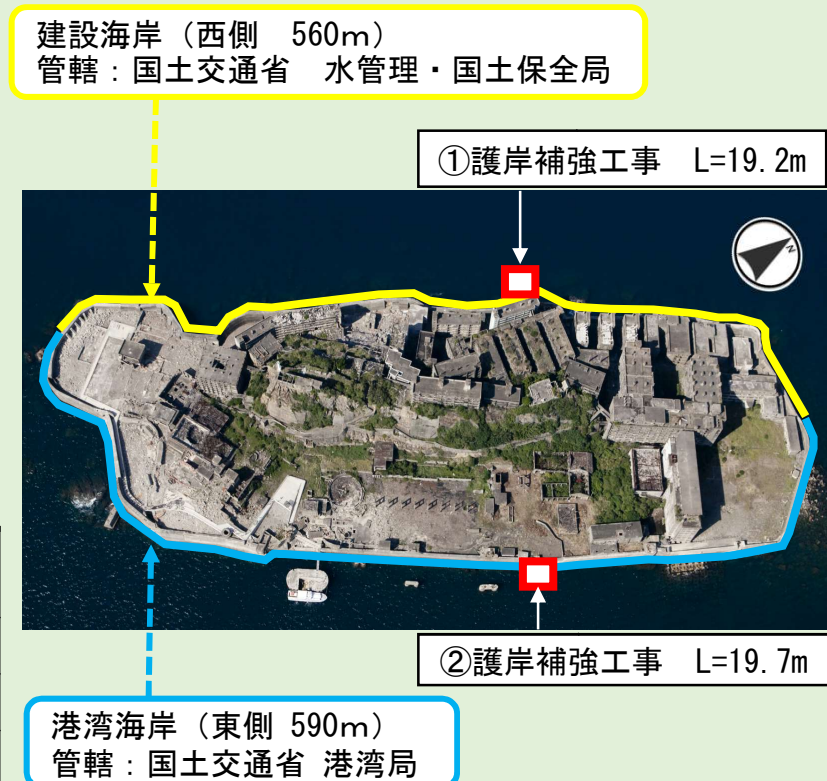 建設海岸（西側　560m）
管轄：国土交通省　水管理・国土保全局
①護岸補強工事　L=19.2m
N
②護岸補強工事　L=19.7m
港湾海岸（東側 590m）
管轄：国土交通省 港湾局